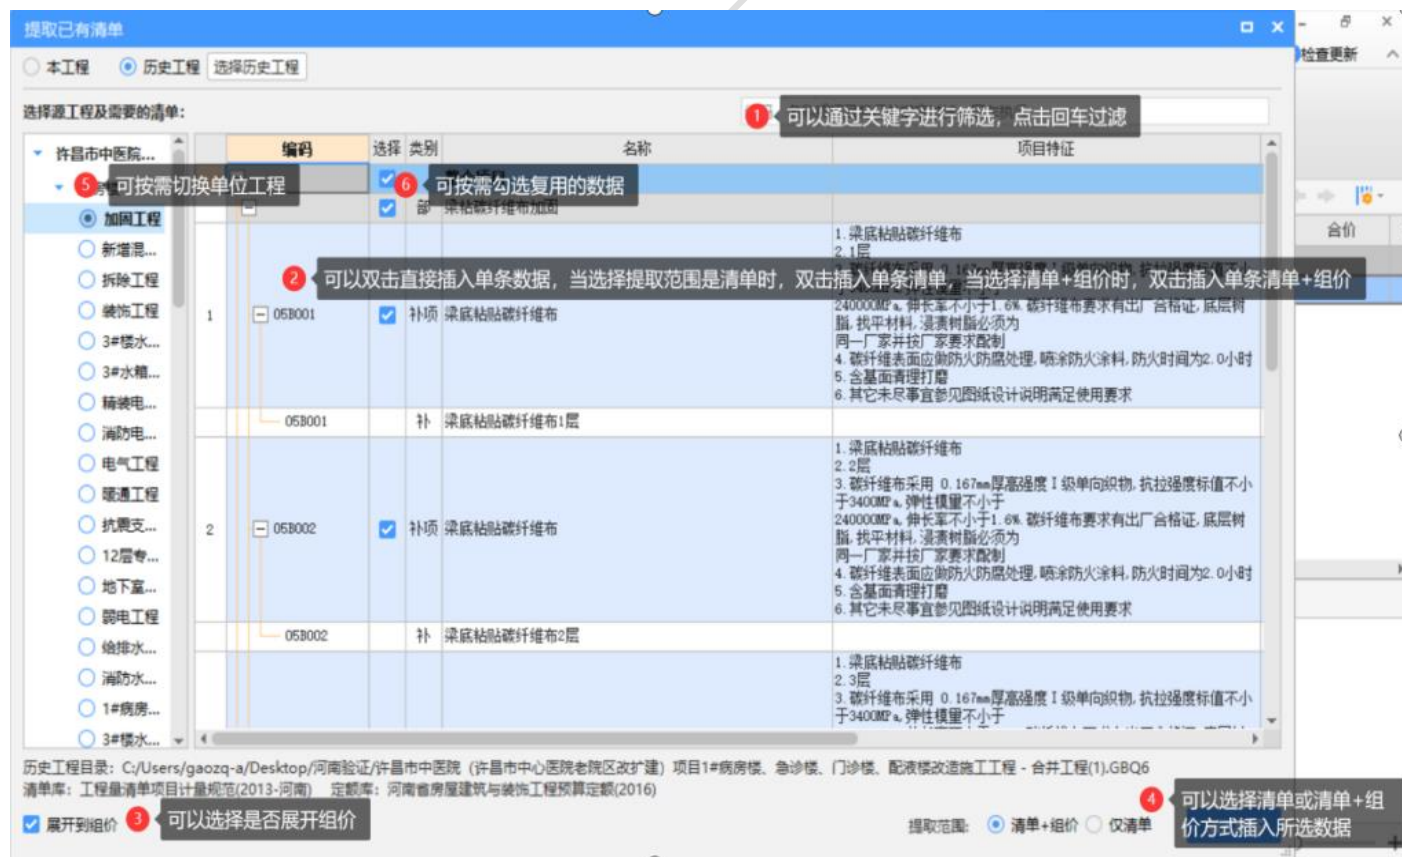 提取已有清单
检查更新
本工程 历史工程 选择历史工程
选择源工程及需要的清单:
1 可以通过关键字进行筛选，点击回车过滤
编码 选择 类别 名称 项目特征
许昌市中医院...
5 可按需切换单位工程
6 可按需勾选复用的数据
加固工程
部 梁粘碳纤维布加固
合价
新增混...
拆除工程
装饰工程
3#楼水...
3#水箱...
精装电...
消防电...
电气工程
暖通工程
抗震支...
12层专...
地下室...
弱电工程
给排水...
消防水...
1#病房...
3#楼水...
1.梁底粘贴碳纤维布
2.1层
2 可以双击直接插入单条数据，当选择提取范围是清单时，双击插入单条清单，当选择清单+组价时，双击插入单条清单+组价
1 05B001 补项 梁底粘贴碳纤维布
240000MPa,伸长率不小于1.6%.碳纤维布要求有出厂合格证,底层树
脂,找平材料,浸渍树脂必须为
同一厂家并按厂家要求配制
4.碳纤维表面应做防火防腐处理,喷涂防火涂料,防火时间为2.0小时
5.含基面清理打磨
6.其它未尽事宜参见图纸设计说明满足使用要求
05B001 补 梁底粘贴碳纤维布1层
2 05B002 补项 梁底粘贴碳纤维布
1.梁底粘贴碳纤维布
2.2层
3.碳纤维布采用 0.167mm厚高强度Ⅰ级单向织物,抗拉强度标值不小
于3400MPa,弹性模量不小于
240000MPa,伸长率不小于1.6%.碳纤维布要求有出厂合格证,底层树
脂,找平材料,浸渍树脂必须为
同一厂家并按厂家要求配制
4.碳纤维表面应做防火防腐处理,喷涂防火涂料,防火时间为2.0小时
5.含基面清理打磨
6.其它未尽事宜参见图纸设计说明满足使用要求
05B002 补 梁底粘贴碳纤维布2层
1.梁底粘贴碳纤维布
2.3层
3.碳纤维布采用 0.167mm厚高强度Ⅰ级单向织物,抗拉强度标值不小
于3400MPa,弹性模量不小于
历史工程目录：C:/Users/gaozq-a/Desktop/河南验证/许昌市中医院（许昌市中心医院老院区改扩建）项目1#病房楼、急诊楼、门诊楼、配液楼改造施工工程 - 合并工程(1).GBQ6
清单库：工程量清单项目计量规范(2013-河南) 定额库：河南省房屋建筑与装饰工程预算定额(2016)
展开到组价 3 可以选择是否展开组价
提取范围: 清单+组价 仅清单
4 可以选择清单或清单+组
价方式插入所选数据